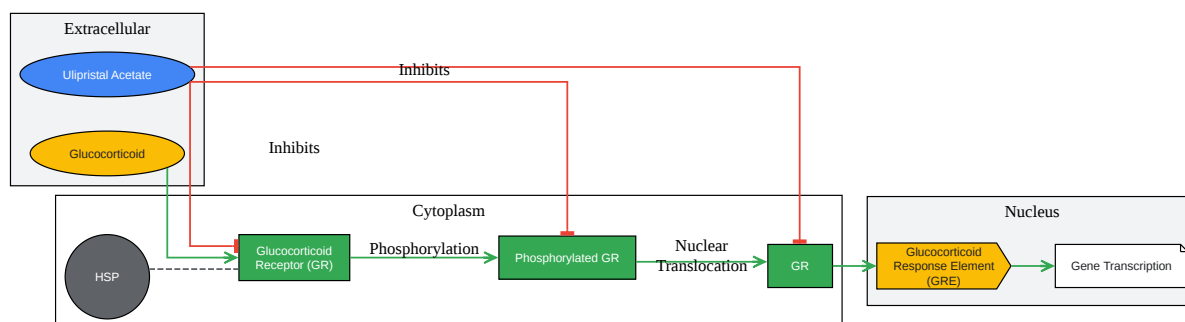 Extracellular
Ulipristal Acetate
Inhibits
Glucocorticoid
Inhibits
Cytoplasm
Nucleus
HSP
Glucocorticoid
Receptor (GR)
Phosphorylation
Phosphorylated GR
Nuclear
Translocation
GR
Glucocorticoid
Response Element
(GRE)
Gene Transcription